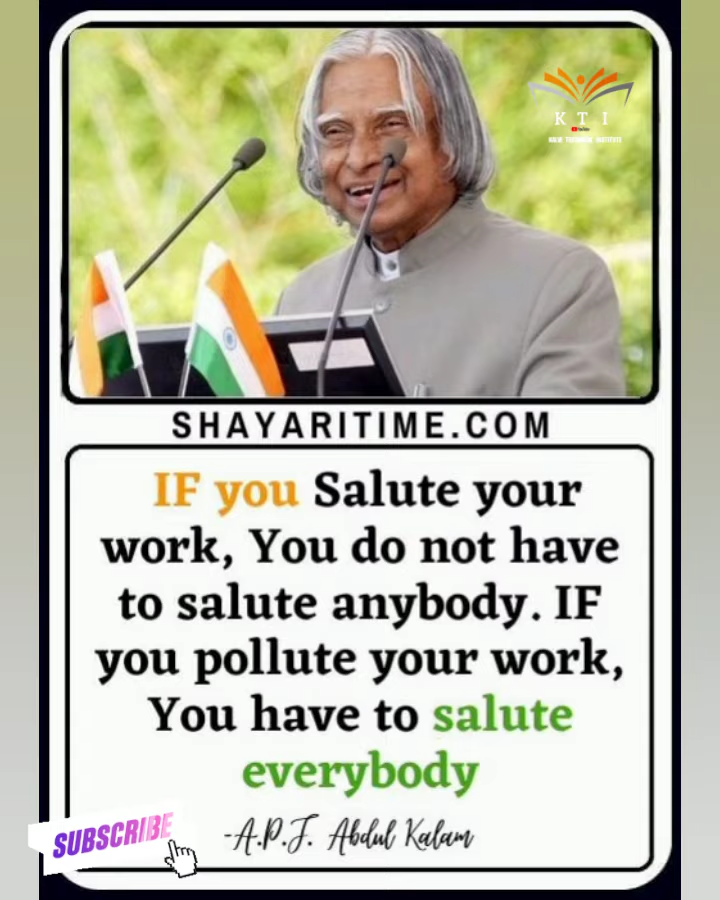 K T I
YouTube
SHAYARITIME.COM
IF you Salute your
work, You do not have
to salute anybody. IF
you pollute your work,
You have to salute
everybody
-A.P.J. Abdul Kalam
SUBSCRIBE